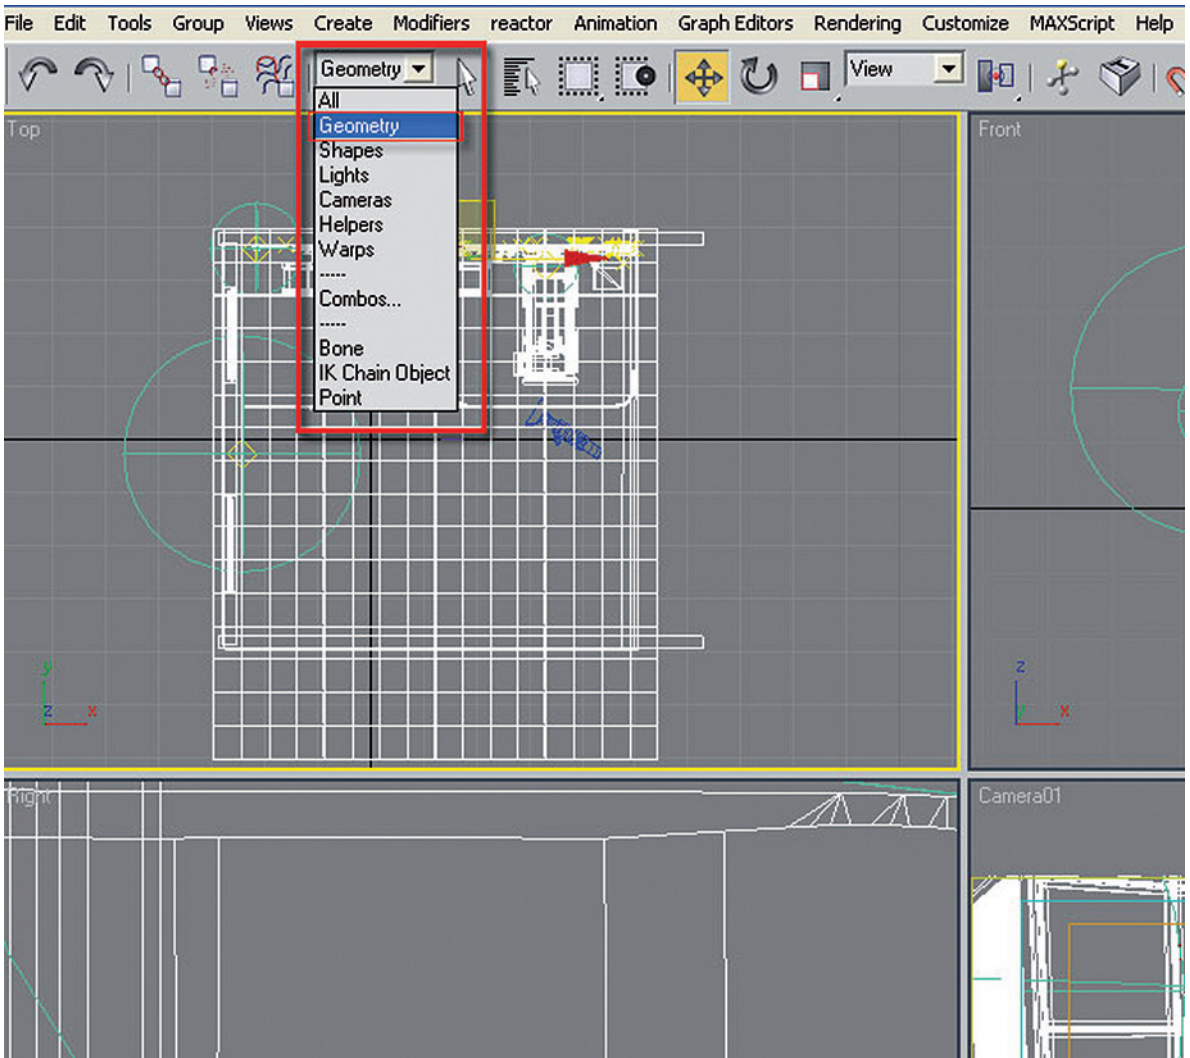 File Edit Tools Group Views Create Modifiers reactor Animation Graph Editors Rendering Customize MAXScript Help
Geometry View
All
Geometry
Shapes
Lights
Cameras
Helpers
Warps
-----
Combos...
-----
Bone
IK Chain Object
Point
Top Front
y
z x
z
y x
Right Camera01